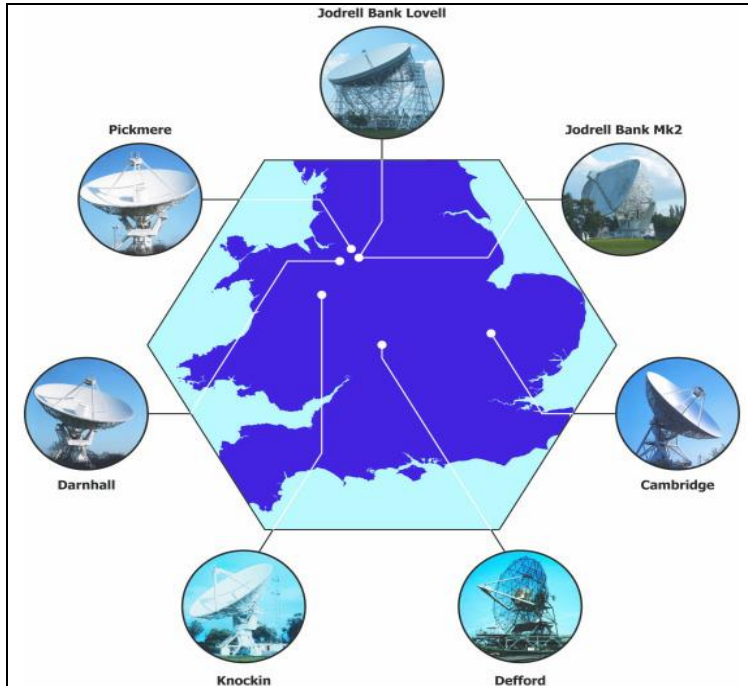 Jodrell Bank Lovell
Pickmere
Jodrell Bank Mk2
Darnhall
Cambridge
Knockin
Defford